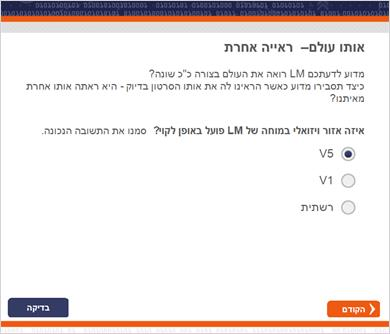 אותו עולם– ראייה אחרת
מדוע לדעתכם LM רואה את העולם בצורה כ"כ שונה?
כיצד תסבירו מדוע כאשר הראינו לה את אותו הסרטון בדיוק - היא ראתה אותו אחרת
מאיתנו?
איזה אזור ויזואלי במוחה של LM פועל באופן לקוי? סמנו את התשובה הנכונה.
V5
V1
רשתית
בדיקה
הקודם